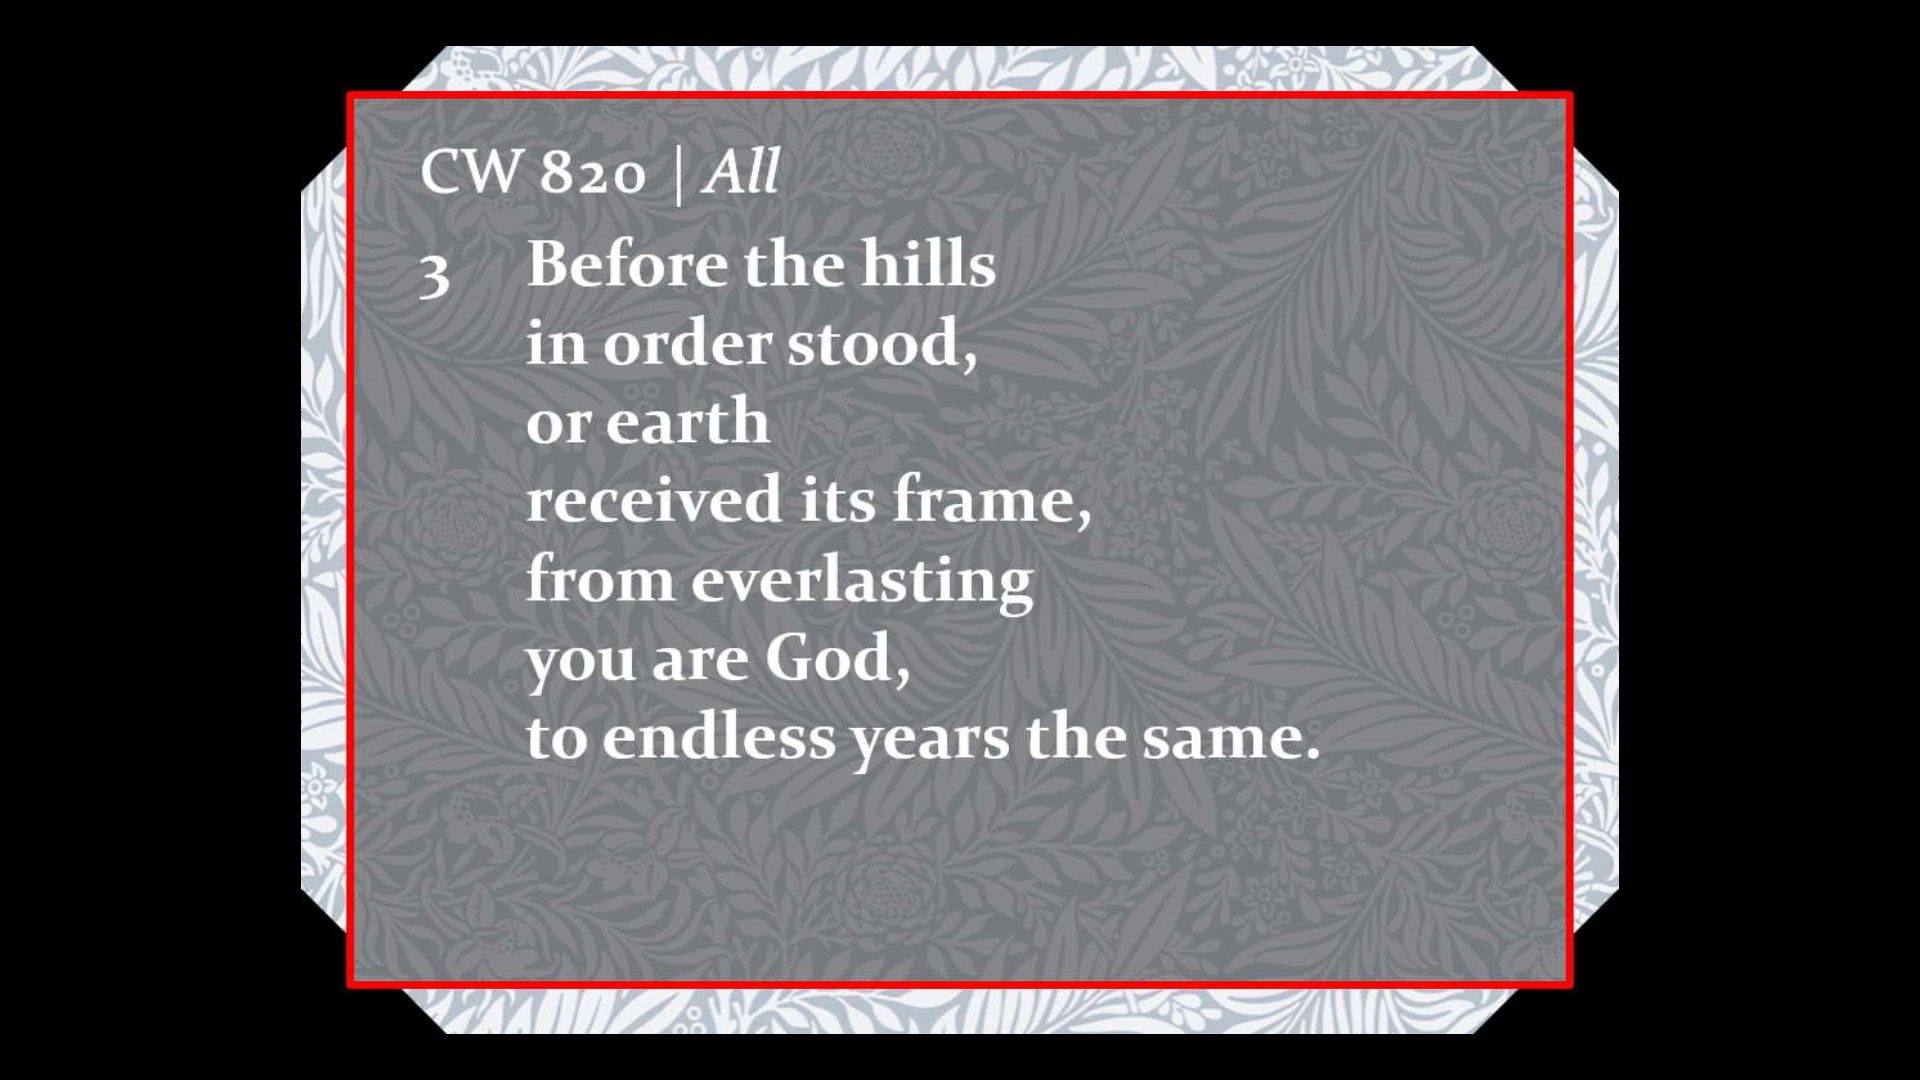 CW 820 | All
3 Before the hills
in order stood,
or earth
received its frame,
from everlasting
you are God,
to endless years the same.